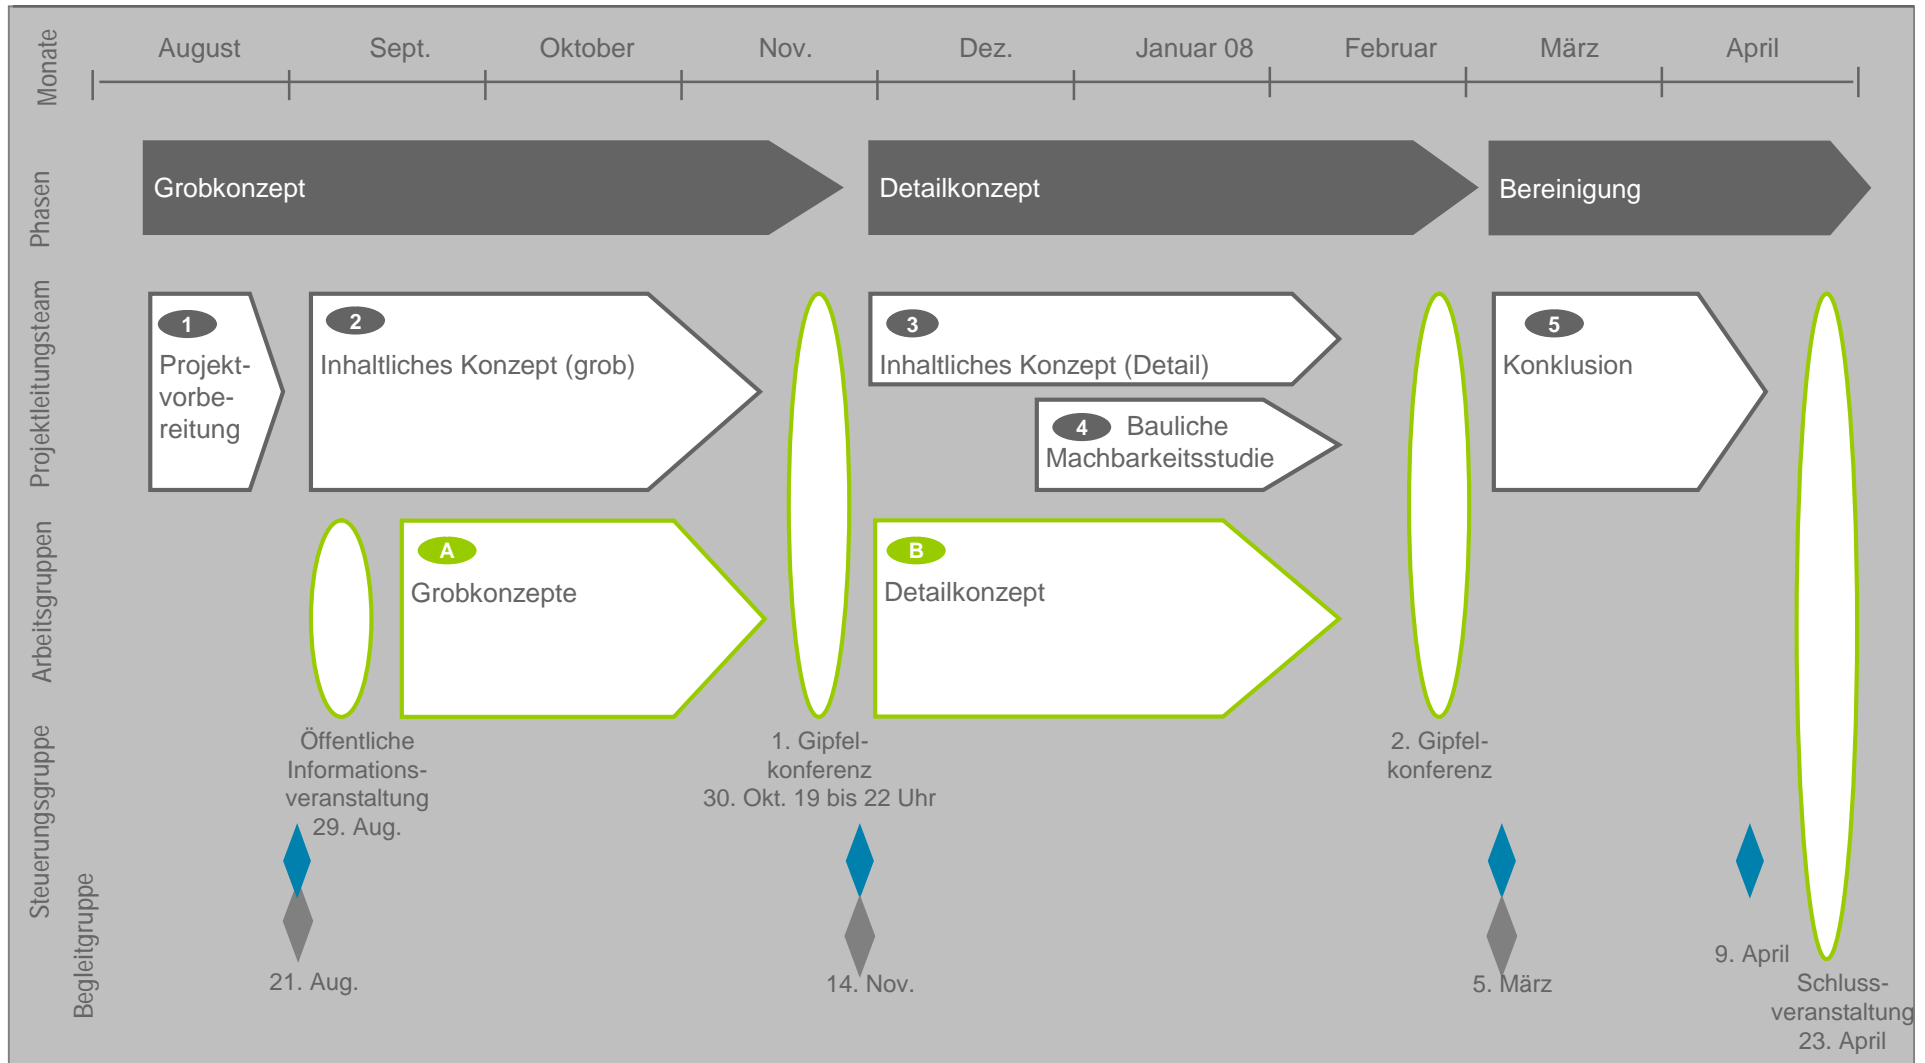 Monate
August
Sept.
Oktober
Nov.
Dez.
Januar 08
Februar
März
April
Phasen
Grobkonzept
Detailkonzept
Bereinigung
Projektleitungsteam
1
Projekt-
vorbe-
reitung
2
Inhaltliches Konzept (grob)
3
Inhaltliches Konzept (Detail)
4 Bauliche
Machbarkeitsstudie
5
Konklusion
Arbeitsgruppen
A
Grobkonzepte
B
Detailkonzept
Steuerungsgruppe
Öffentliche
Informations-
veranstaltung
29. Aug.
1. Gipfel-
konferenz
30. Okt. 19 bis 22 Uhr
2. Gipfel-
konferenz
Begleitgruppe
21. Aug.
14. Nov.
5. März
9. April
Schluss-
veranstaltung
23. April